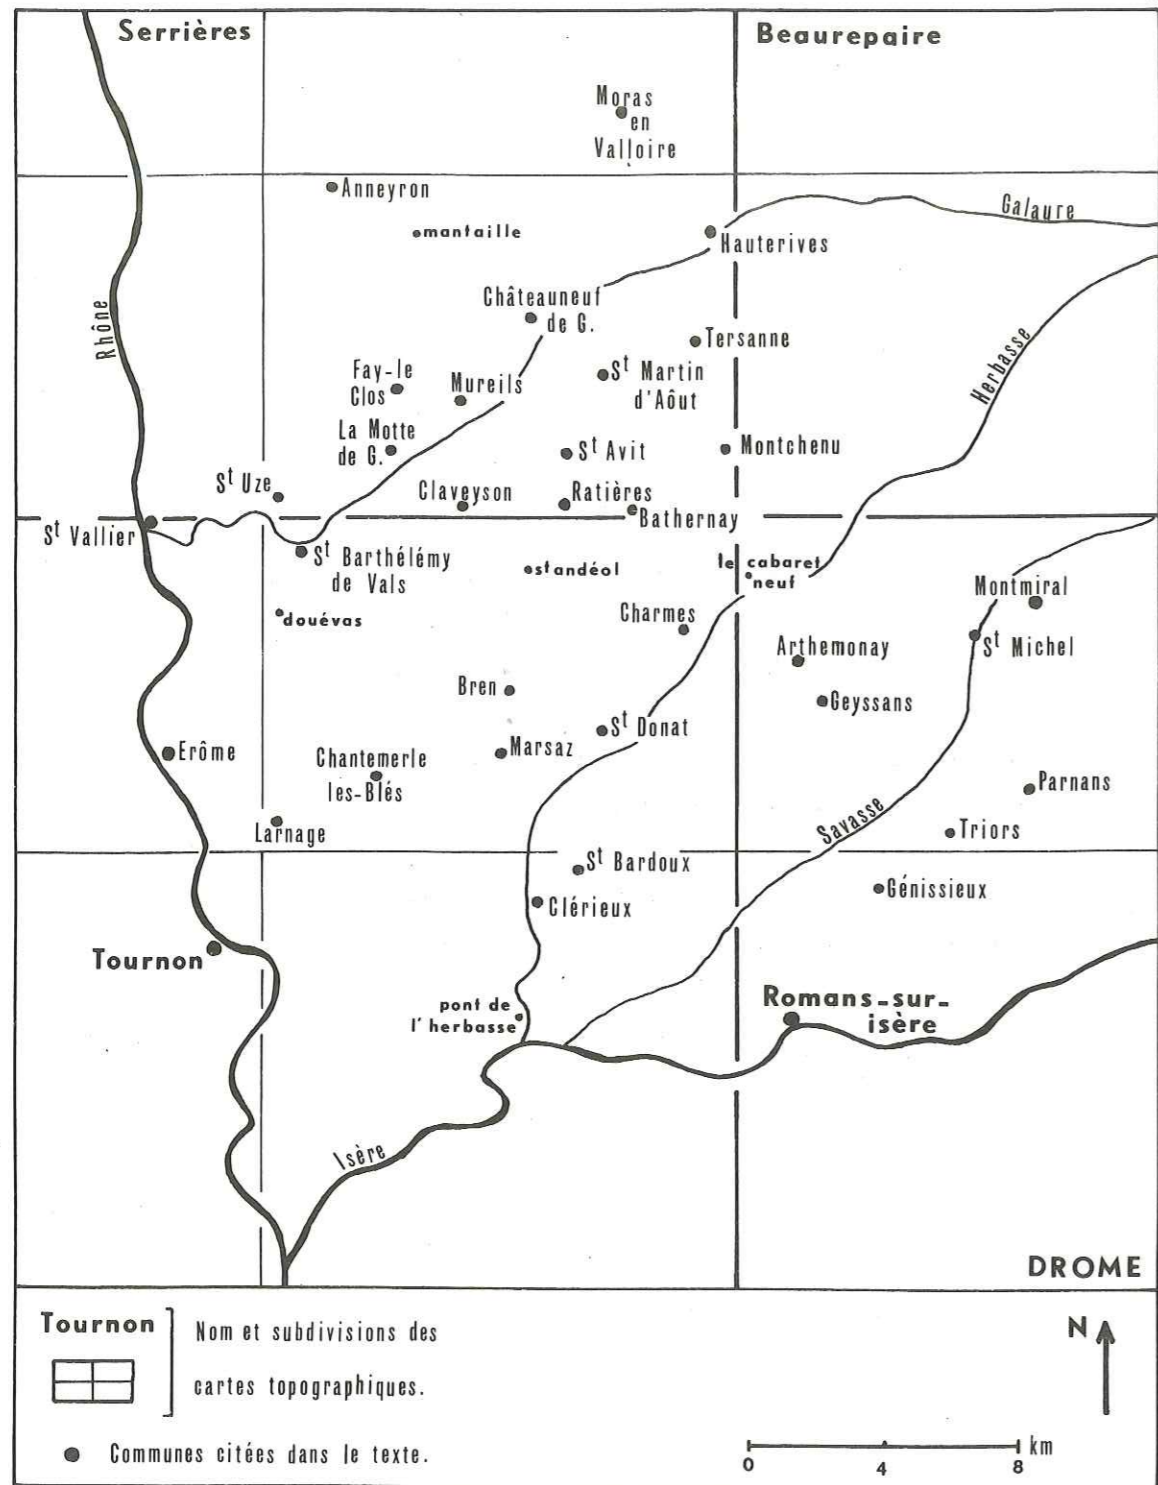 Serrières
Beaurepaire
Moras
en
Valloire
Anneyron
mantaille
Galaure
Hauterives
Rhône
Châteauneuf
de G.
Herbasse
Tersanne
Fay-le
Clos
Mureils
St Martin
d'Aôut
La Motte
de G.
St Avit
Montchenu
St Uze
Claveyson
Ratières
Bathernay
St Vallier
St Barthélémy
de Vals
standéol
le cabaret
neuf
Montmiral
douévas
Charmes
Arthemonay
St Michel
Bren
Geyssans
St Donat
Erôme
Chantemerle
les-Blés
Marsaz
Parnans
Savasse
Triors
Larnage
St Bardoux
Génissieux
Clérieux
Tournon
pont de
l'herbasse
Romans-sur-
isère
Isère
DROME
Tournon
Nom et subdivisions des
cartes topographiques.
N
Communes citées dans le texte.
km
0
4
8